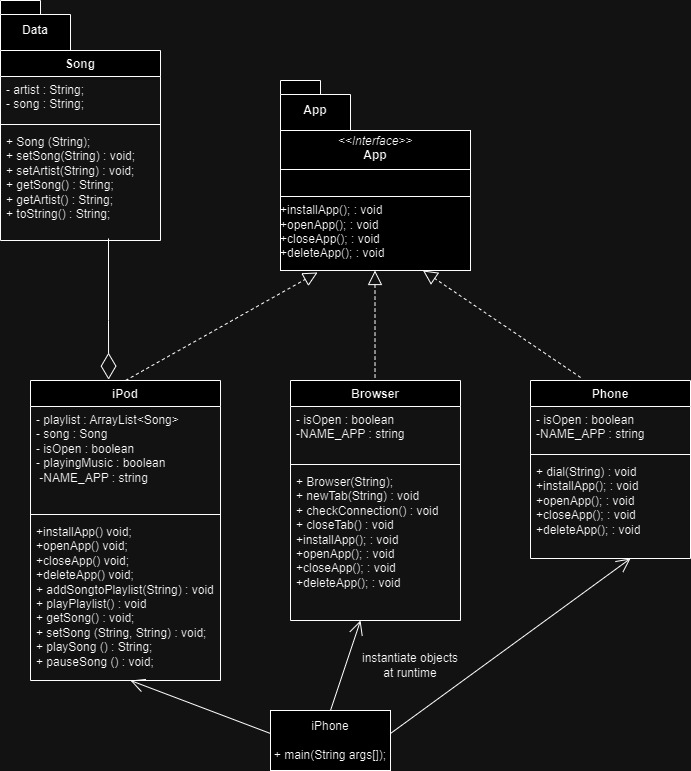 Data
Song
- artist : String;
- song : String;
+ Song (String);
+ setSong(String) : void;
+ setArtist(String) : void;
+ getSong() : String;
+ getArtist() : String;
+ toString() : String;
App
<<Interface>>
App
+installApp(); : void
+openApp(); : void
+closeApp(); : void
+deleteApp(); : void
iPod
- playlist : ArrayList<Song>
- song : Song
- isOpen : boolean
- playingMusic : boolean
-NAME_APP : string
+installApp() void;
+openApp() void;
+closeApp() void;
+deleteApp() void;
+ addSongtoPlaylist(String) : void
+ playPlaylist() : void
+ getSong() : void;
+ setSong (String, String) : void;
+ playSong () : String;
+ pauseSong () : void;
Browser
- isOpen : boolean
-NAME_APP : string
+ Browser(String);
+ newTab(String) : void
+ checkConnection() : void
+ closeTab() : void
+installApp(); : void
+openApp(); : void
+closeApp(); : void
+deleteApp(); : void
Phone
- isOpen : boolean
-NAME_APP : string
+ dial(String) : void
+installApp(); : void
+openApp(); : void
+closeApp(); : void
+deleteApp(); : void
instantiate objects
at runtime
iPhone
+ main(String args[]);